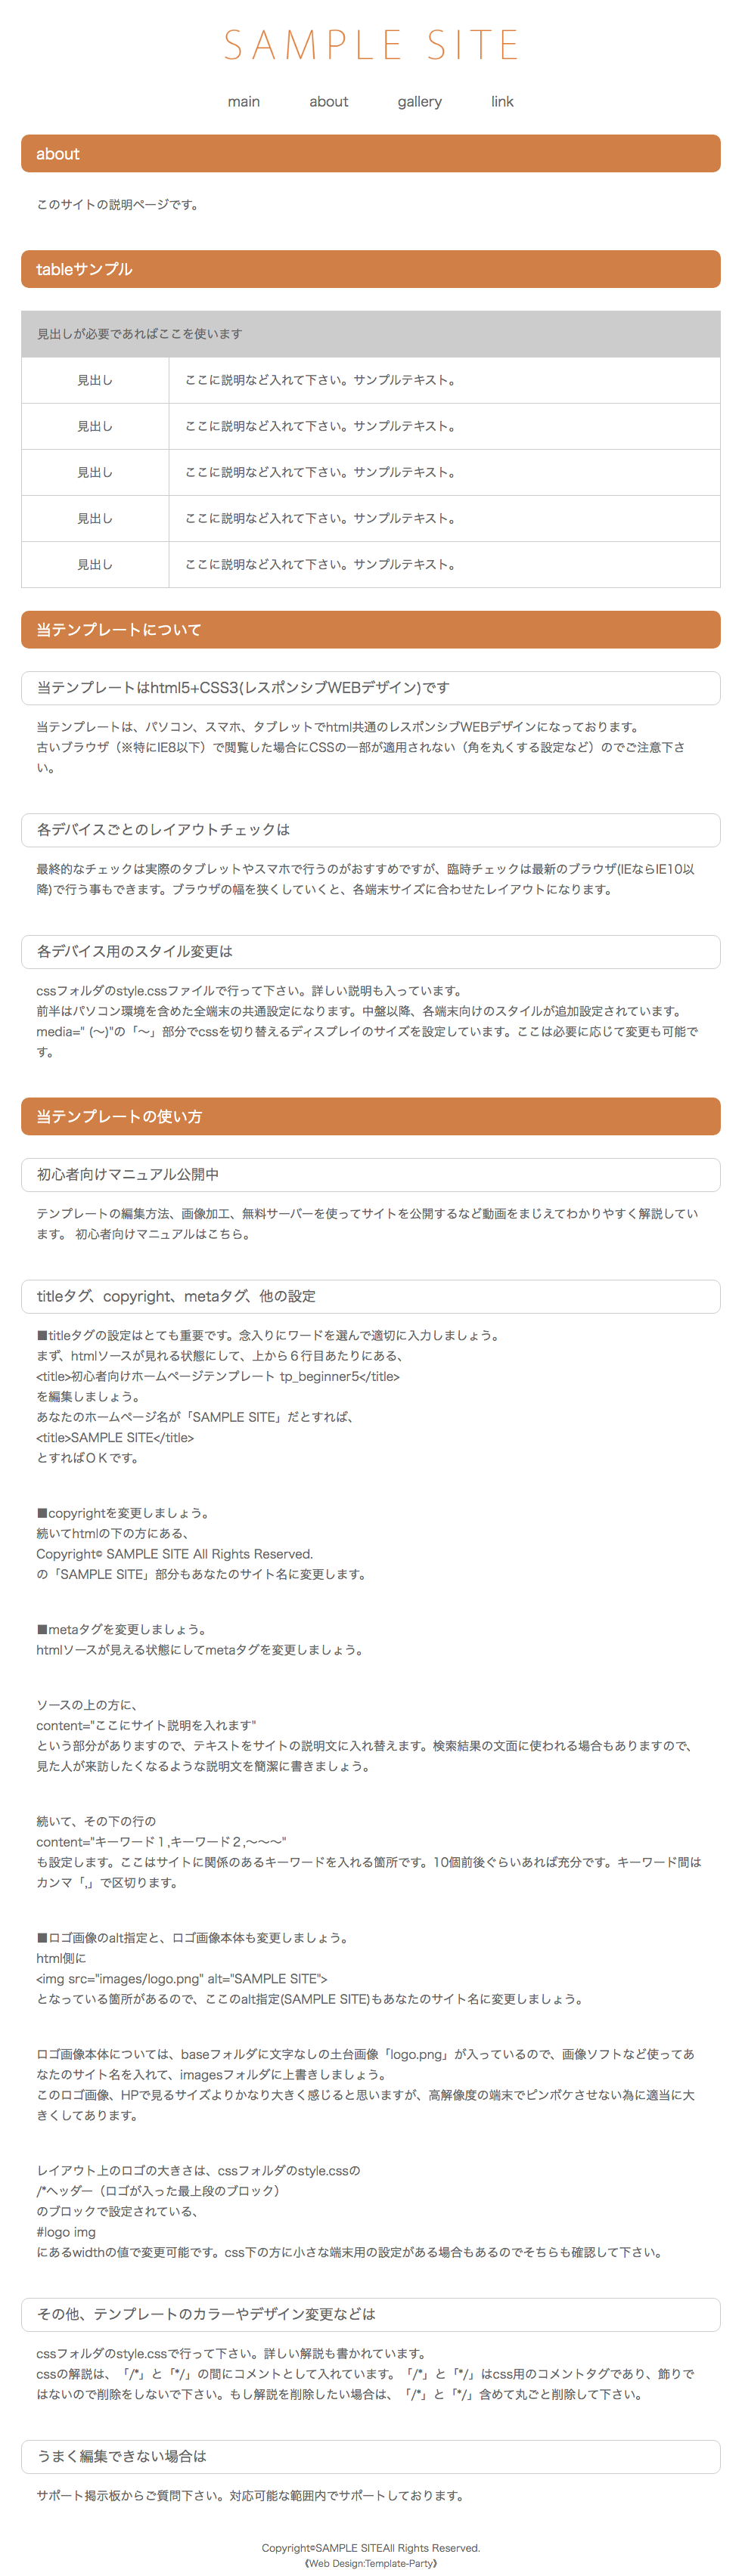 SAMPLE SITE
main about gallery link
about
このサイトの説明ページです。
tableサンプル
見出しが必要であればここを使います
見出し ここに説明など入れて下さい。サンプルテキスト。
見出し ここに説明など入れて下さい。サンプルテキスト。
見出し ここに説明など入れて下さい。サンプルテキスト。
見出し ここに説明など入れて下さい。サンプルテキスト。
見出し ここに説明など入れて下さい。サンプルテキスト。
当テンプレートについて
当テンプレートはhtml5+CSS3(レスポンシブWEBデザイン)です
当テンプレートは、パソコン、スマホ、タブレットでhtml共通のレスポンシブWEBデザインになっております。
古いブラウザ（※特にIE8以下）で閲覧した場合にCSSの一部が適用されない（角を丸くする設定など）のでご注意下さ
い。
各デバイスごとのレイアウトチェックは
最終的なチェックは実際のタブレットやスマホで行うのがおすすめですが、臨時チェックは最新のブラウザ(IEならIE10以
降)で行う事もできます。ブラウザの幅を狭くしていくと、各端末サイズに合わせたレイアウトになります。
各デバイス用のスタイル変更は
cssフォルダのstyle.cssファイルで行って下さい。詳しい説明も入っています。
前半はパソコン環境を含めた全端末の共通設定になります。中盤以降、各端末向けのスタイルが追加設定されています。
media=" (〜)"の「〜」部分でcssを切り替えるディスプレイのサイズを設定しています。ここは必要に応じて変更も可能で
す。
当テンプレートの使い方
初心者向けマニュアル公開中
テンプレートの編集方法、画像加工、無料サーバーを使ってサイトを公開するなど動画をまじえてわかりやすく解説してい
ます。 初心者向けマニュアルはこちら。
titleタグ、copyright、metaタグ、他の設定
■titleタグの設定はとても重要です。念入りにワードを選んで適切に入力しましょう。
まず、htmlソースが見れる状態にして、上から６行目あたりにある、
<title>初心者向けホームページテンプレート tp_beginner5</title>
を編集しましょう。
あなたのホームページ名が「SAMPLE SITE」だとすれば、
<title>SAMPLE SITE</title>
とすればＯＫです。
■copyrightを変更しましょう。
続いてhtmlの下の方にある、
Copyright© SAMPLE SITE All Rights Reserved.
の「SAMPLE SITE」部分もあなたのサイト名に変更します。
■metaタグを変更しましょう。
htmlソースが見える状態にしてmetaタグを変更しましょう。
ソースの上の方に、
content="ここにサイト説明を入れます"
という部分がありますので、テキストをサイトの説明文に入れ替えます。検索結果の文面に使われる場合もありますので、
見た人が来訪したくなるような説明文を簡潔に書きましょう。
続いて、その下の行の
content="キーワード１,キーワード２,〜〜〜"
も設定します。ここはサイトに関係のあるキーワードを入れる箇所です。10個前後ぐらいあれば充分です。キーワード間は
カンマ「,」で区切ります。
■ロゴ画像のalt指定と、ロゴ画像本体も変更しましょう。
html側に
<img src="images/logo.png" alt="SAMPLE SITE">
となっている箇所があるので、ここのalt指定(SAMPLE SITE)もあなたのサイト名に変更しましょう。
ロゴ画像本体については、baseフォルダに文字なしの土台画像「logo.png」が入っているので、画像ソフトなど使ってあ
なたのサイト名を入れて、imagesフォルダに上書きしましょう。
このロゴ画像、HPで見るサイズよりかなり大きく感じると思いますが、高解像度の端末でピンボケさせない為に適当に大
きくしてあります。
レイアウト上のロゴの大きさは、cssフォルダのstyle.cssの
/*ヘッダー（ロゴが入った最上段のブロック）
のブロックで設定されている、
#logo img
にあるwidthの値で変更可能です。css下の方に小さな端末用の設定がある場合もあるのでそちらも確認して下さい。
その他、テンプレートのカラーやデザイン変更などは
cssフォルダのstyle.cssで行って下さい。詳しい解説も書かれています。
cssの解説は、「/*」と「*/」の間にコメントとして入れています。「/*」と「*/」はcss用のコメントタグであり、飾りで
はないので削除をしないで下さい。もし解説を削除したい場合は、「/*」と「*/」含めて丸ごと削除して下さい。
うまく編集できない場合は
サポート掲示板からご質問下さい。対応可能な範囲内でサポートしております。
Copyright©SAMPLE SITEAll Rights Reserved.
《Web Design:Template-Party》